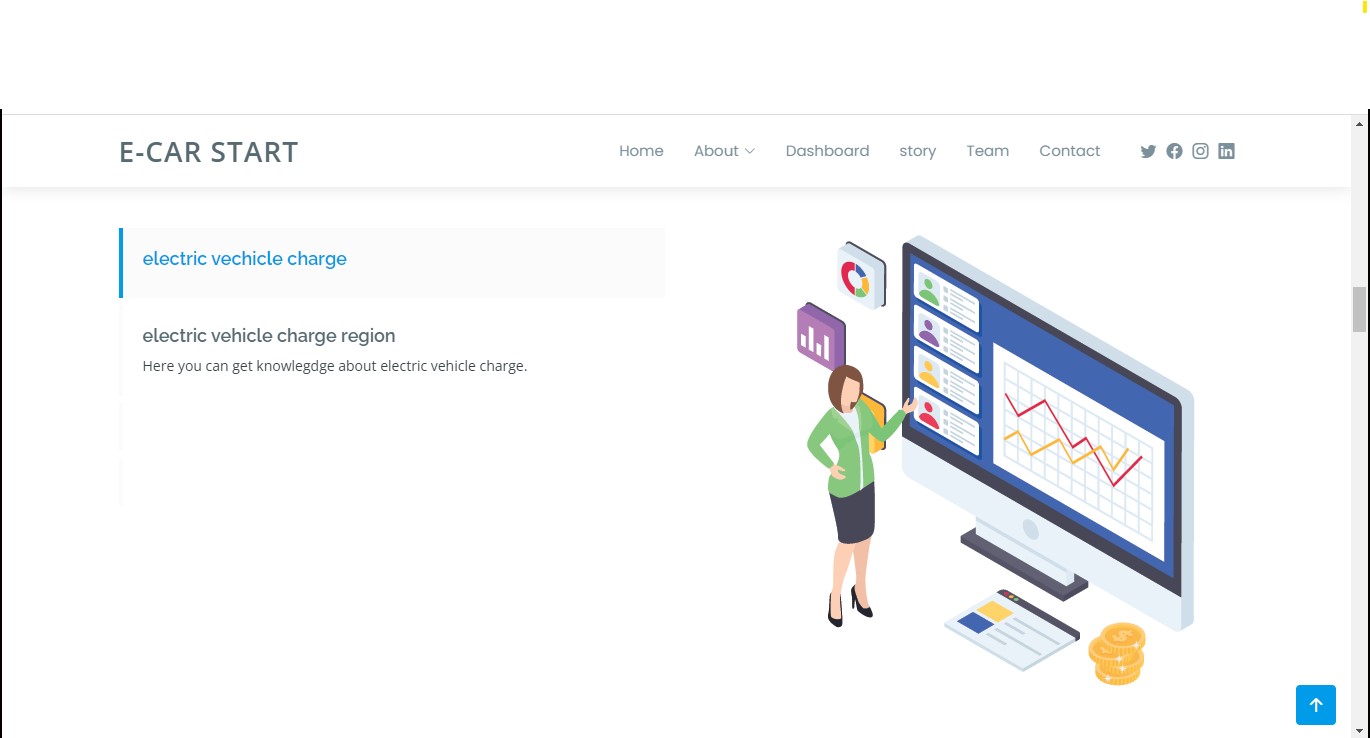 E-CAR START
Home About Dashboard story Team Contact
electric vechicle charge
electric vehicle charge region
Here you can get knowlegdge about electric vehicle charge.